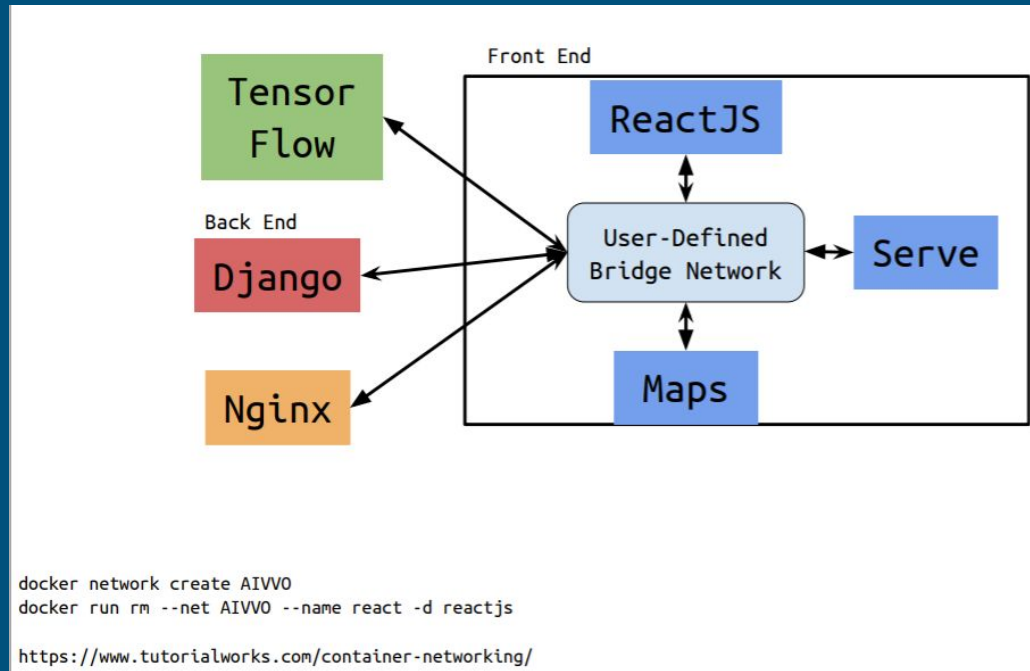 Front End
Tensor
Flow
ReactJS
Back End
Django
User-Defined
Bridge Network
Serve
Nginx
Maps
docker network create AIVVO
docker run rm --net AIVVO --name react -d reactjs
https://www.tutorialworks.com/container-networking/